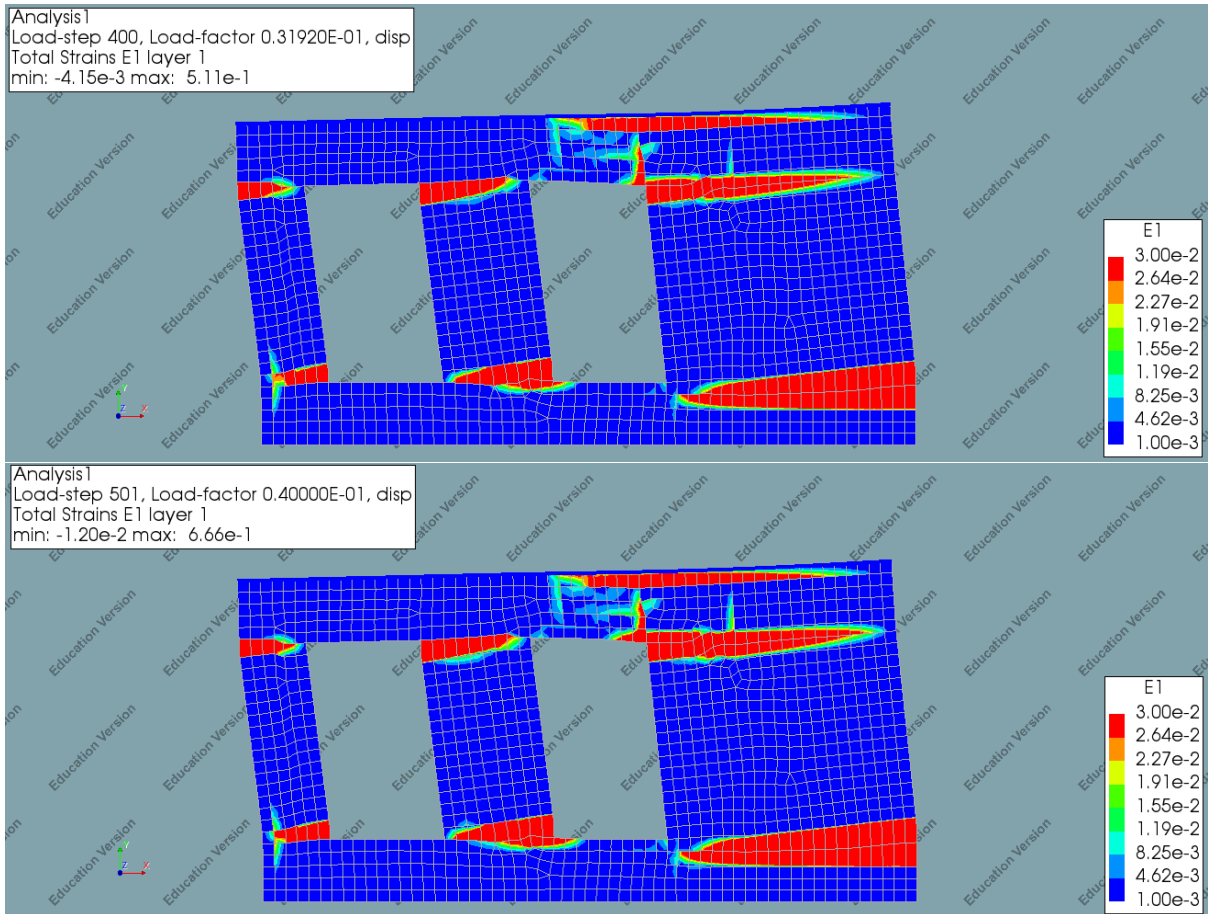 Analysis1
Load-step 400, Load-factor 0.31920E-01, disp
Total Strains E1 layer 1
min: -4.15e-3 max: 5.11e-1
Education Version
E1
3.00e-2
2.64e-2
2.27e-2
1.91e-2
1.55e-2
1.19e-2
8.25e-3
4.62e-3
1.00e-3
Y
Z
X
Analysis1
Load-step 501, Load-factor 0.40000E-01, disp
Total Strains E1 layer 1
min: -1.20e-2 max: 6.66e-1
Education Version
E1
3.00e-2
2.64e-2
2.27e-2
1.91e-2
1.55e-2
1.19e-2
8.25e-3
4.62e-3
1.00e-3
Y
Z
X